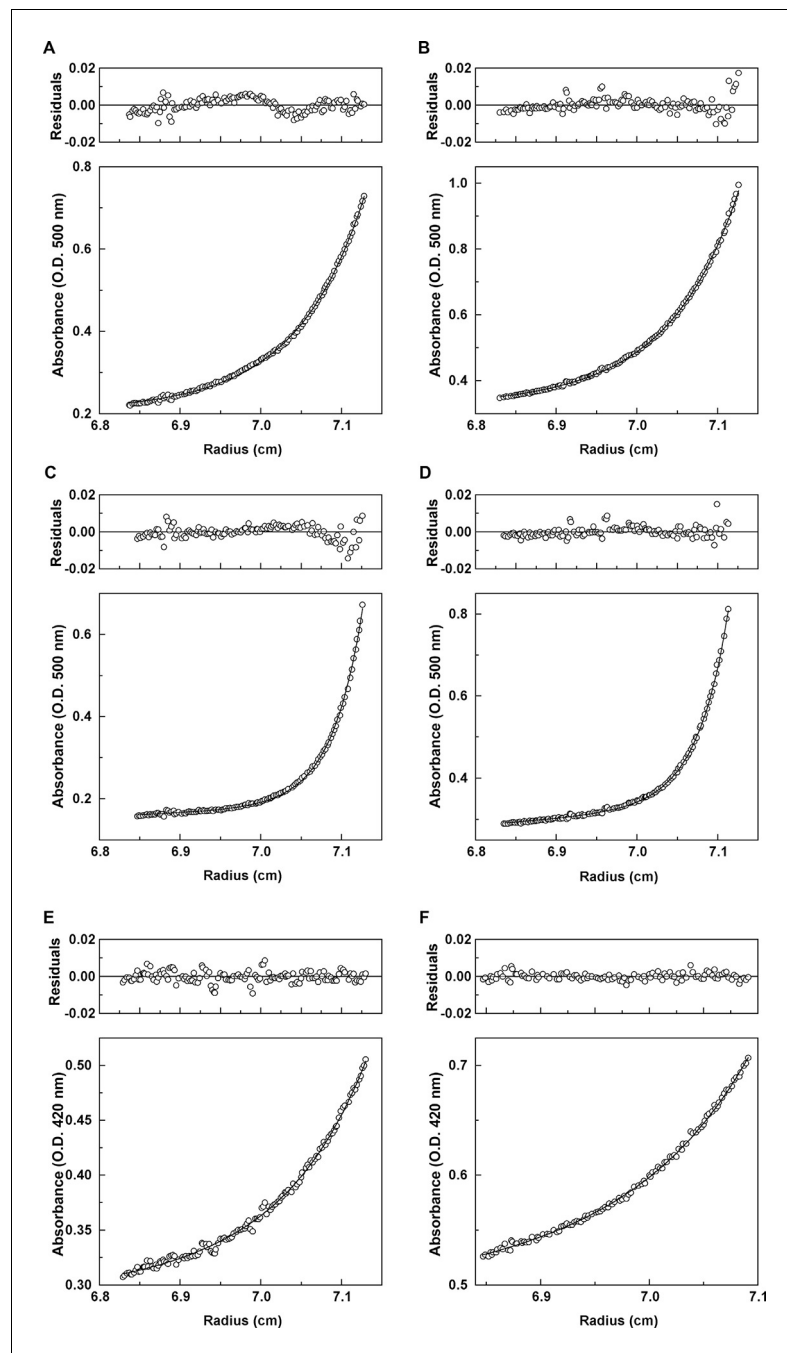 A
Residuals
0.02
0.00
-0.02
Absorbance (O.D. 500 nm)
0.8
0.6
0.4
0.2
6.8 6.9 7.0 7.1
Radius (cm)
B
Residuals
0.02
0.00
-0.02
Absorbance (O.D. 500 nm)
1.0
0.8
0.6
0.4
6.8 6.9 7.0 7.1
Radius (cm)
C
Residuals
0.02
0.00
-0.02
Absorbance (O.D. 500 nm)
0.6
0.4
0.2
6.8 6.9 7.0 7.1
Radius (cm)
D
Residuals
0.02
0.00
-0.02
Absorbance (O.D. 500 nm)
0.8
0.6
0.4
6.8 6.9 7.0 7.1
Radius (cm)
E
Residuals
0.02
0.00
-0.02
Absorbance (O.D. 420 nm)
0.50
0.45
0.40
0.35
0.30
6.8 6.9 7.0 7.1
Radius (cm)
F
Residuals
0.02
0.00
-0.02
Absorbance (O.D. 420 nm)
0.7
0.6
0.5
6.9 7.0 7.1
Radius (cm)